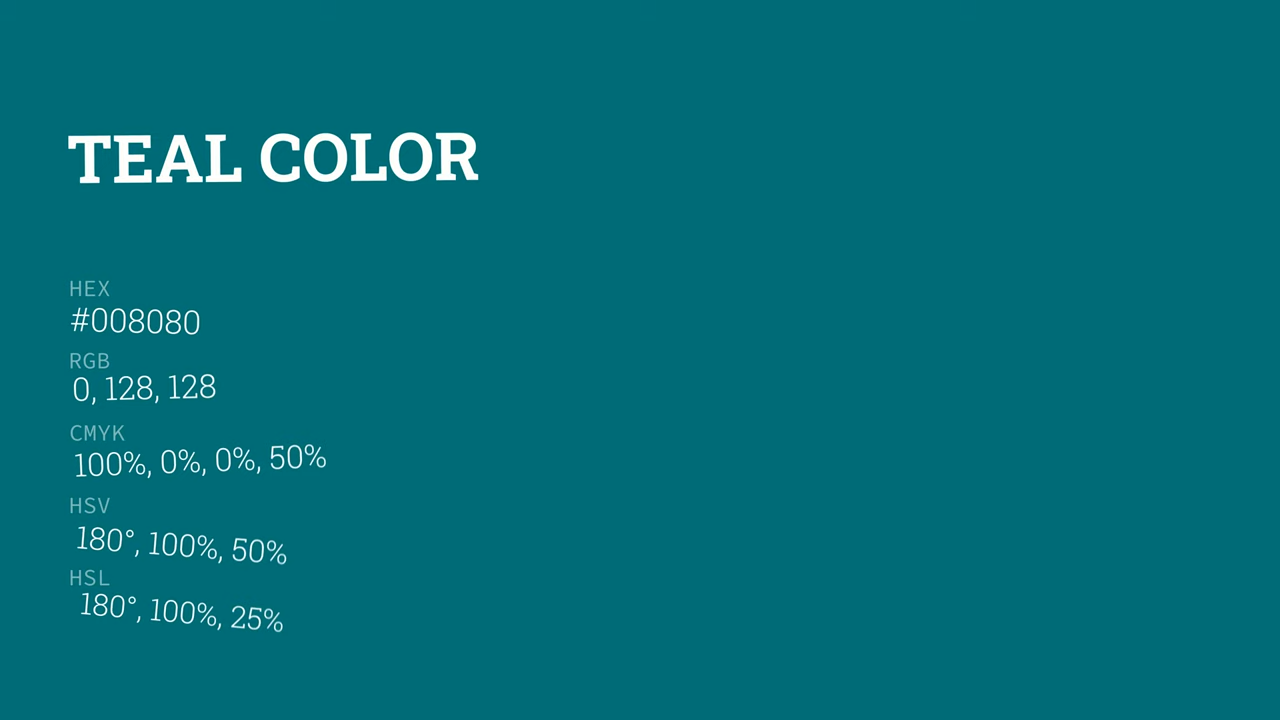 TEAL COLOR
HEX
#008080
RGB
0, 128, 128
CMYK
100%, 0%, 0%, 50%
HSV
180°, 100%, 50%
HSL
180°, 100%, 25%